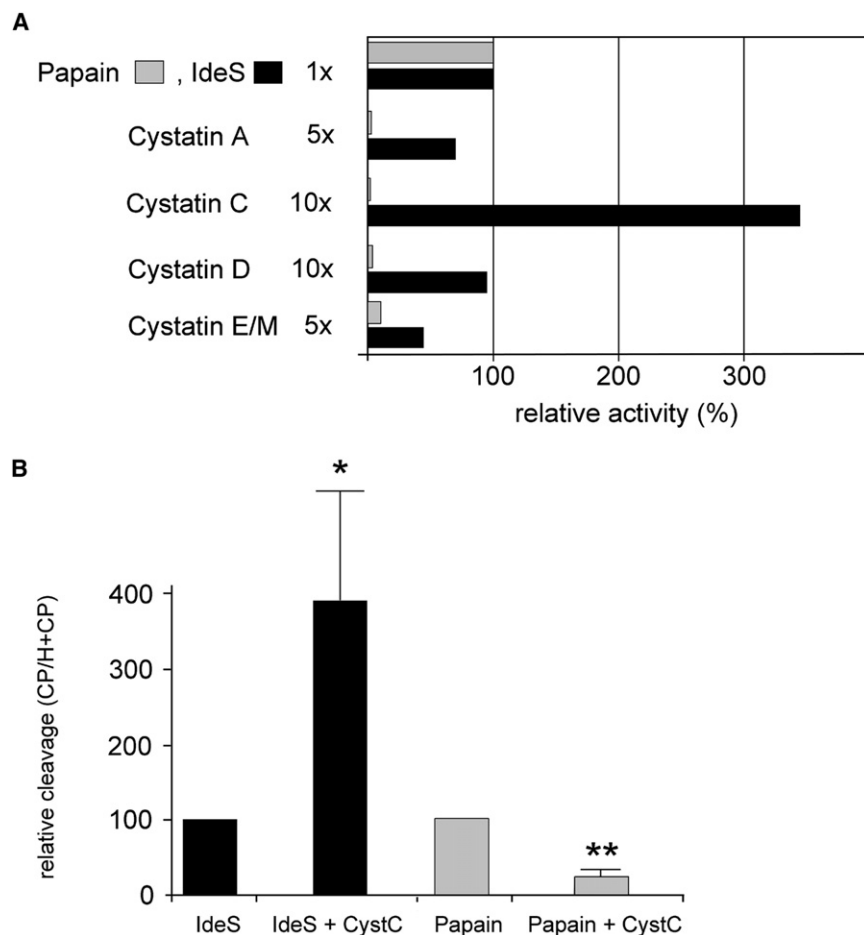 A
Papain , IdeS 1x
Cystatin A 5x
Cystatin C 10x
Cystatin D 10x
Cystatin E/M 5x
100 200 300
relative activity (%)
B
relative cleavage (CP/H+CP)
400
300
200
100
0
*
**
IdeS IdeS + CystC Papain Papain + CystC